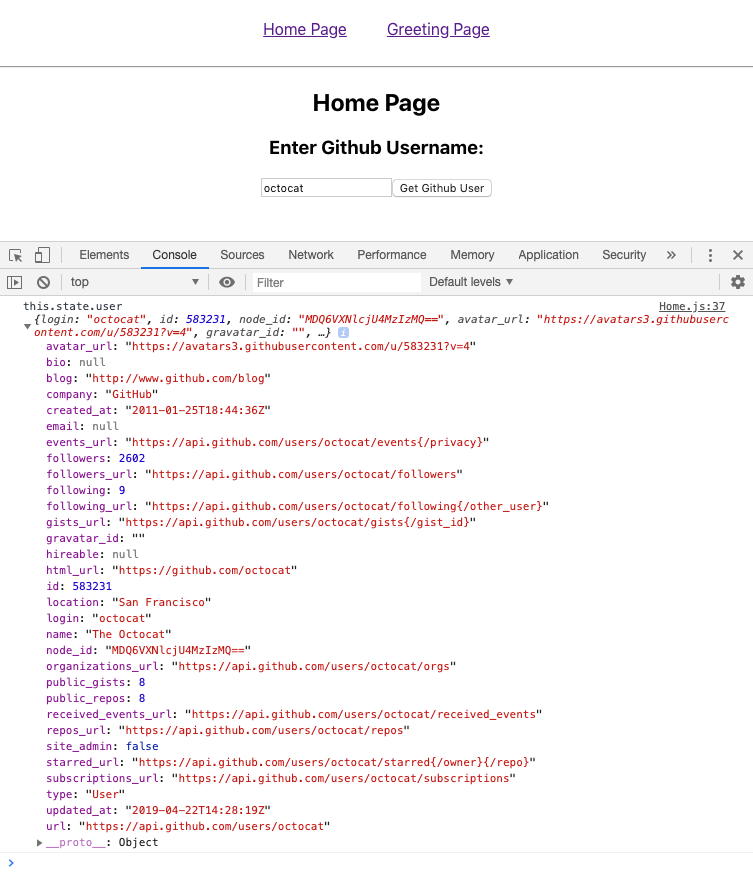 Home Page Greeting Page
Home Page
Enter Github Username:
octocat Get Github User
Elements Console Sources Network Performance Memory Application Security »
top Filter Default levels
this.state.user Home.js:37
{login: "octocat", id: 583231, node_id: "MDQ6VXNlcjU4MzIzMQ==", avatar_url: "https://avatars3.githubuserc
ontent.com/u/583231?v=4", gravatar_id: "", …}
avatar_url: "https://avatars3.githubusercontent.com/u/583231?v=4"
bio: null
blog: "http://www.github.com/blog"
company: "GitHub"
created_at: "2011-01-25T18:44:36Z"
email: null
events_url: "https://api.github.com/users/octocat/events{/privacy}"
followers: 2602
followers_url: "https://api.github.com/users/octocat/followers"
following: 9
following_url: "https://api.github.com/users/octocat/following{/other_user}"
gists_url: "https://api.github.com/users/octocat/gists{/gist_id}"
gravatar_id: ""
hireable: null
html_url: "https://github.com/octocat"
id: 583231
location: "San Francisco"
login: "octocat"
name: "The Octocat"
node_id: "MDQ6VXNlcjU4MzIzMQ=="
organizations_url: "https://api.github.com/users/octocat/orgs"
public_gists: 8
public_repos: 8
received_events_url: "https://api.github.com/users/octocat/received_events"
repos_url: "https://api.github.com/users/octocat/repos"
site_admin: false
starred_url: "https://api.github.com/users/octocat/starred{/owner}{/repo}"
subscriptions_url: "https://api.github.com/users/octocat/subscriptions"
type: "User"
updated_at: "2019-04-22T14:28:19Z"
url: "https://api.github.com/users/octocat"
__proto__: Object